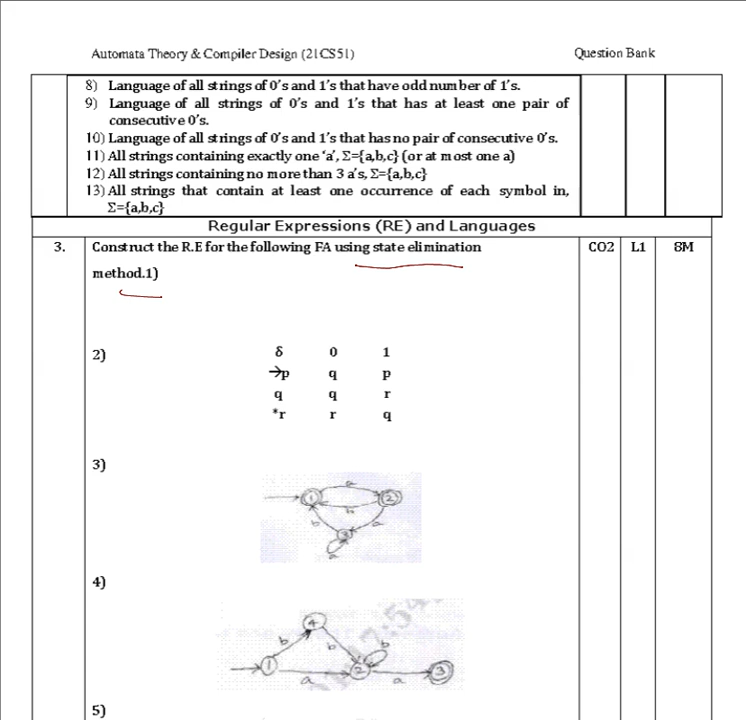 Automata Theory & Compiler Design (21CS51) Question Bank
8) Language of all strings of 0's and 1's that have odd number of 1's.
9) Language of all strings of 0's and 1's that has at least one pair of
consecutive 0's.
10) Language of all strings of 0's and 1's that has no pair of consecutive 0's.
11) All strings containing exactly one 'a', Σ={a,b,c} (or at most one a)
12) All strings containing no more than 3 a's, Σ={a,b,c}
13) All strings that contain at least one occurrence of each symbol in,
Σ={a,b,c}
Regular Expressions (RE) and Languages
3. Construct the R.E for the following FA using state elimination CO2 L1 8M
method.1)
2) δ 0 1
→p q p
q q r
*r r q
3)
a
1 2
b
b a
3
a
4)
4
b b b
1 2 3
a a
5)